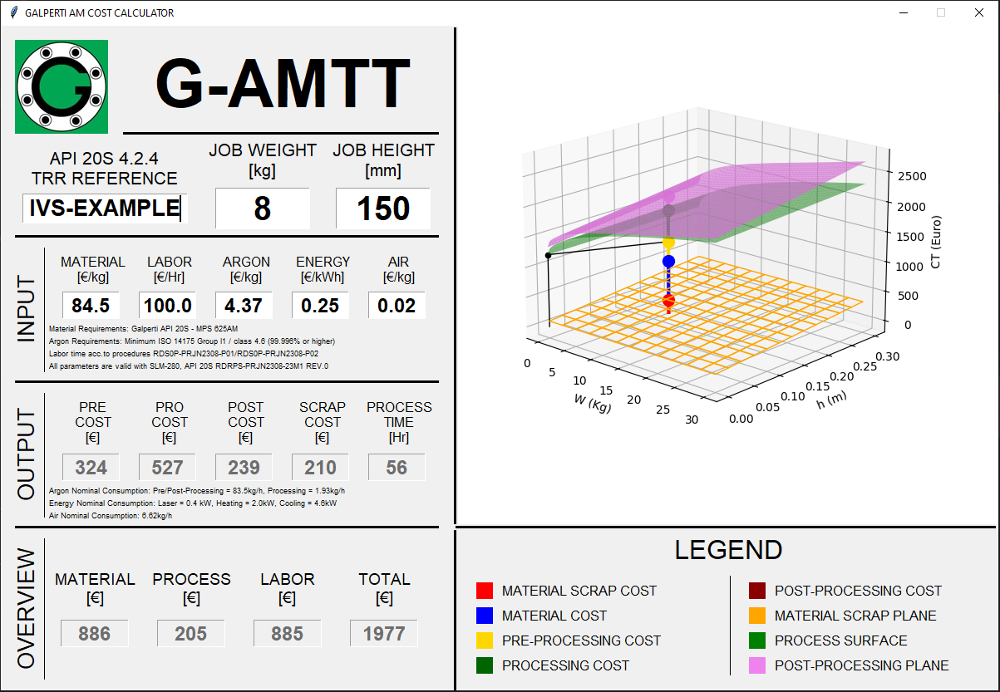 GALPERTI AM COST CALCULATOR
G
G-AMTT
API 20S 4.2.4
TRR REFERENCE
IVS-EXAMPLE
JOB WEIGHT
[kg]
8
JOB HEIGHT
[mm]
150
INPUT
MATERIAL
[€/kg]
84.5
LABOR
[€/Hr]
100.0
ARGON
[€/kg]
4.37
ENERGY
[€/kWh]
0.25
AIR
[€/kg]
0.02
Material Requirements: Galperti API 20S - MPS 625AM
Argon Requirements: Minimum ISO 14175 Group I1 / class 4.6 (99.996% or higher)
Labor time acc.to procedures RDS0P-PRJN2308-P01/RDS0P-PRJN2308-P02
All parameters are valid with SLM-280, API 20S RDRPS-PRJN2308-23M1 REV.0
OUTPUT
PRE
COST
[€]
324
PRO
COST
[€]
527
POST
COST
[€]
239
SCRAP
COST
[€]
210
PROCESS
TIME
[Hr]
56
Argon Nominal Consumption: Pre/Post-Processing = 83.5kg/h, Processing = 1.93kg/h
Energy Nominal Consumption: Laser = 0.4 kW, Heating = 2.0kW, Cooling = 4.6kW
Air Nominal Consumption: 6.62kg/h
OVERVIEW
MATERIAL
[€]
886
PROCESS
[€]
205
LABOR
[€]
885
TOTAL
[€]
1977
2500
2000
1500
1000
500
0
CT (Euro)
0
5
10
15
20
25
30
W (Kg)
0.00
0.05
0.10
0.15
0.20
0.25
0.30
h (m)
LEGEND
MATERIAL SCRAP COST
MATERIAL COST
PRE-PROCESSING COST
PROCESSING COST
POST-PROCESSING COST
MATERIAL SCRAP PLANE
PROCESS SURFACE
POST-PROCESSING PLANE